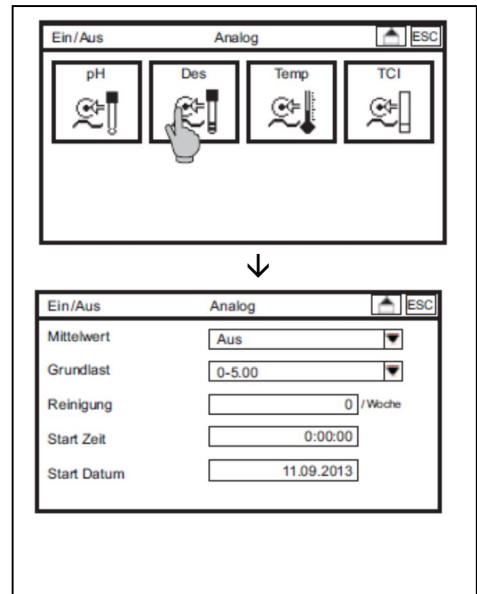 Ein/Aus Analog ESC
pH Des Temp TCI
Ein/Aus Analog ESC
Mittelwert Aus
Grundlast 0-5.00
Reinigung 0 / Woche
Start Zeit 0:00:00
Start Datum 11.09.2013